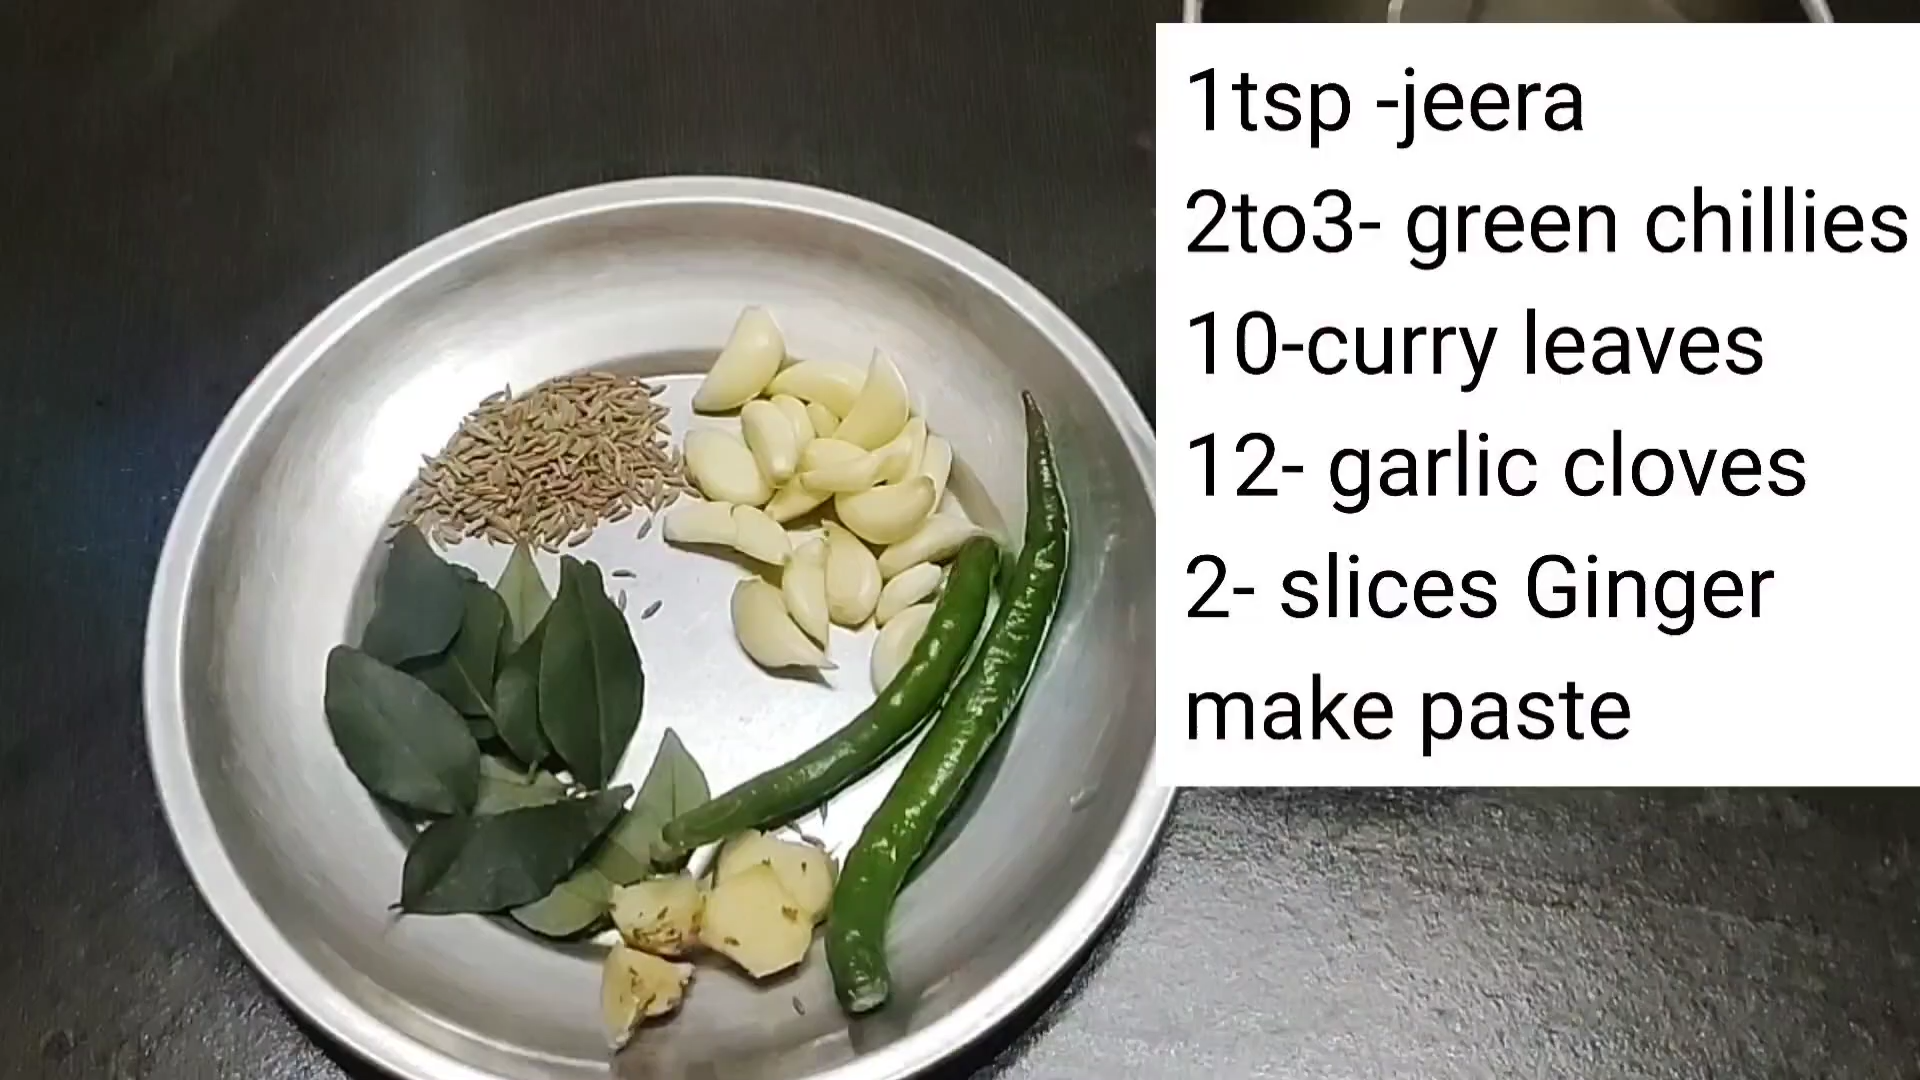 1tsp -jeera
2to3- green chillies
10-curry leaves
12- garlic cloves
2- slices Ginger
make paste